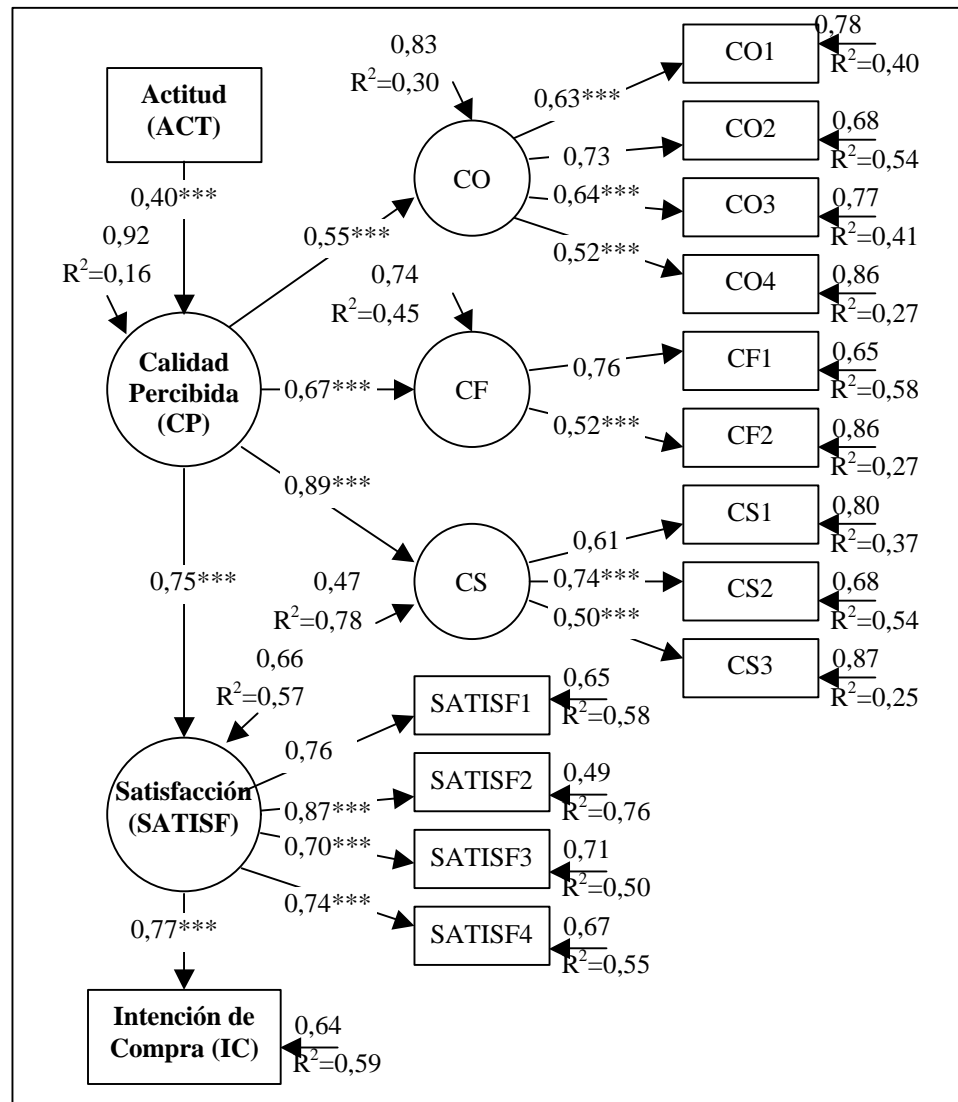 Actitud
(ACT)
0,40***
0,92
R²=0,16
Calidad
Percibida
(CP)
0,55***
0,67***
0,89***
0,75***
0,83
R²=0,30
CO
0,63***
0,73
0,64***
0,52***
CO1
0,78
R²=0,40
CO2
0,68
R²=0,54
CO3
0,77
R²=0,41
CO4
0,86
R²=0,27
0,74
R²=0,45
CF
0,76
0,52***
CF1
0,65
R²=0,58
CF2
0,86
R²=0,27
0,47
R²=0,78
CS
0,61
0,74***
0,50***
CS1
0,80
R²=0,37
CS2
0,68
R²=0,54
CS3
0,87
R²=0,25
0,66
R²=0,57
Satisfacción
(SATISF)
0,76
0,87***
0,70***
0,74***
SATISF1
0,65
R²=0,58
SATISF2
0,49
R²=0,76
SATISF3
0,71
R²=0,50
SATISF4
0,67
R²=0,55
0,77***
Intención de
Compra (IC)
0,64
R²=0,59